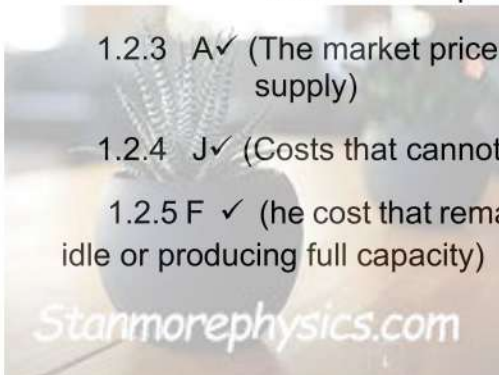 1.2.3 A✓ (The market price
supply)
1.2.4 J✓ (Costs that cannot
1.2.5 F ✓ (he cost that rema
idle or producing full capacity)
Stanmorephysics.com